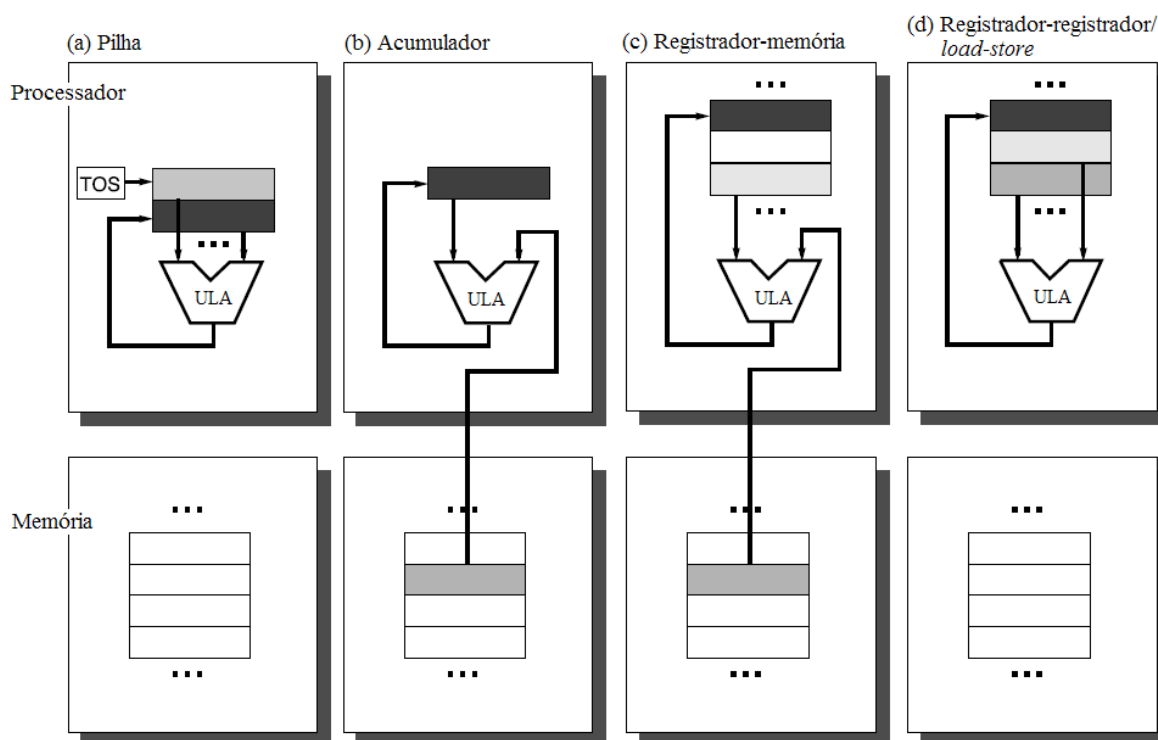 (a) Pilha
(b) Acumulador
(c) Registrador-memória
(d) Registrador-registrador/
load-store
Processador
TOS
ULA
ULA
ULA
ULA
Memória